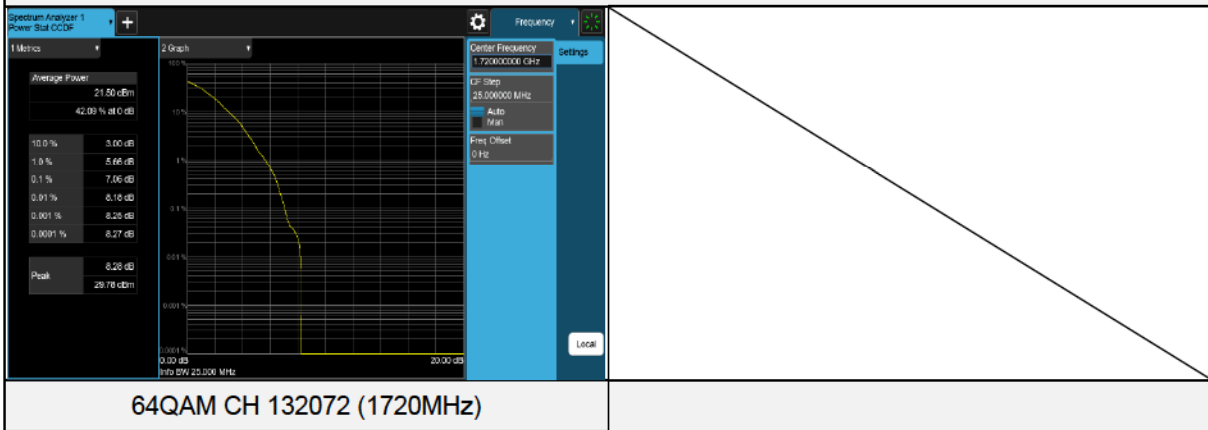 Spectrum Analyzer 1
Power Stat CCDF
+
Frequency
1 Metrics
2 Graph
Center Frequency
1.720000000 GHz
Settings
Average Power
21.50 dBm
42.09 % at 0 dB
CF Step
25.000000 MHz
Auto
Man
Freq Offset
0 Hz
10.0 % 3.00 dB
1.0 % 5.66 dB
0.1 % 7.06 dB
0.01 % 8.18 dB
0.001 % 8.25 dB
0.0001 % 8.27 dB
Peak
8.28 dB
29.78 dBm
100 %
10 %
1 %
0.1 %
0.01 %
0.001 %
0.0001 %
0.00 dB
20.00 dB
Info BW 25.000 MHz
Local
64QAM CH 132072 (1720MHz)